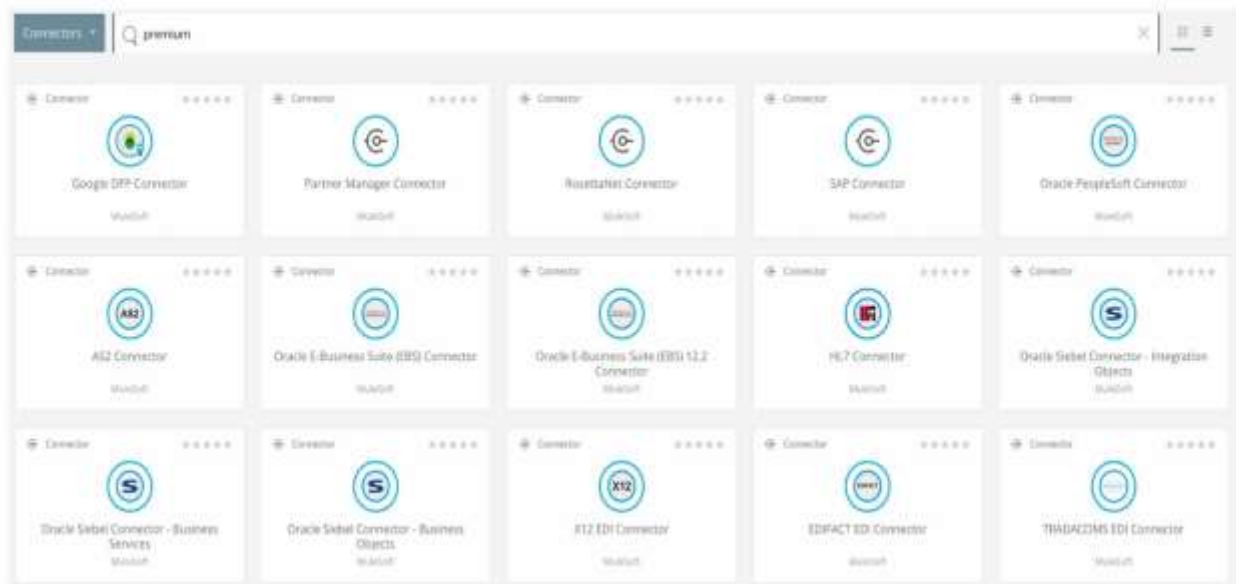 Connectors
premium
Connector
Connector
Connector
Connector
Connector
Google DFP Connector
Partner Manager Connector
RosettaNet Connector
SAP Connector
Oracle PeopleSoft Connector
MuleSoft
MuleSoft
MuleSoft
MuleSoft
MuleSoft
Connector
Connector
Connector
Connector
Connector
AS2
S
AS2 Connector
Oracle E-Business Suite (EBS) Connector
Oracle E-Business Suite (EBS) 12.2
Connector
HL7 Connector
Oracle Siebel Connector - Integration
Objects
MuleSoft
MuleSoft
MuleSoft
MuleSoft
MuleSoft
Connector
Connector
Connector
Connector
Connector
S
S
X12
Oracle Siebel Connector - Business
Services
Oracle Siebel Connector - Business
Objects
X12 EDI Connector
EDIFACT EDI Connector
TRADACOMS EDI Connector
MuleSoft
MuleSoft
MuleSoft
MuleSoft
MuleSoft